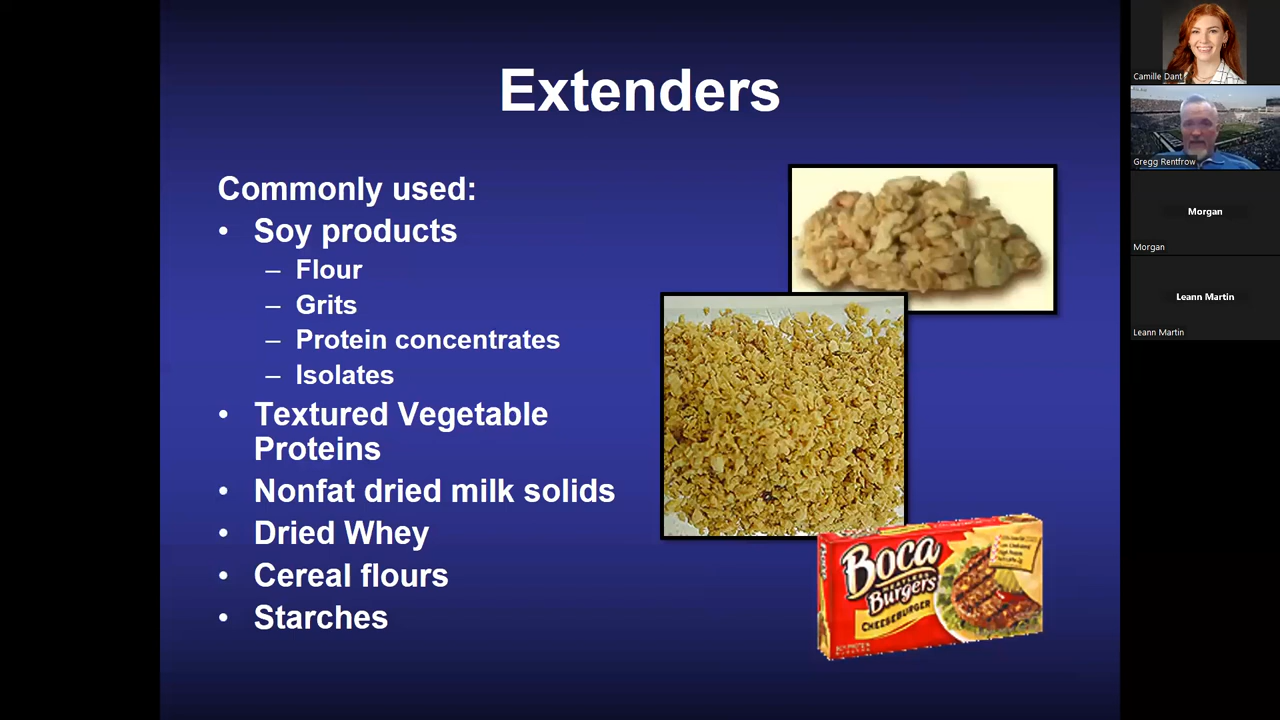 Extenders
Commonly used:
• Soy products
– Flour
– Grits
– Protein concentrates
– Isolates
• Textured Vegetable
Proteins
• Nonfat dried milk solids
• Dried Whey
• Cereal flours
• Starches
Boca
MEATLESS
Burgers
CHEESEBURGER
Camille Dant
Gregg Rentfrow
Morgan
Morgan
Leann Martin
Leann Martin